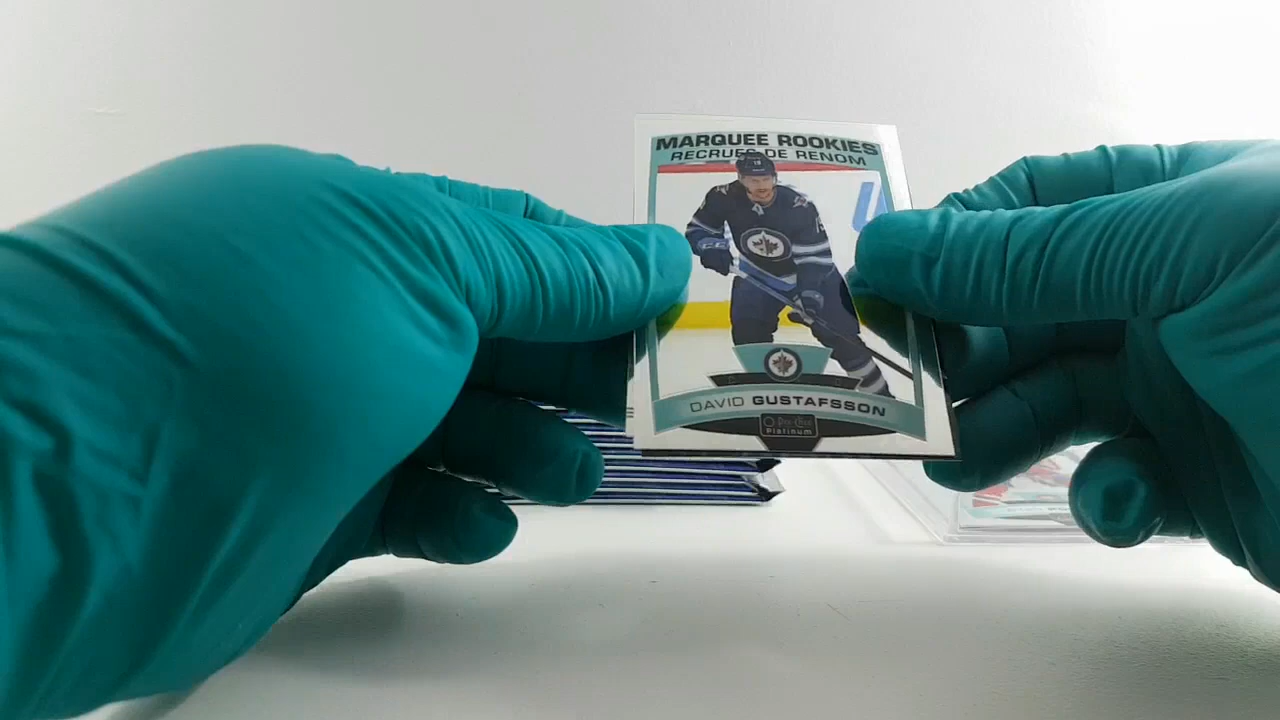 MARQUEE ROOKIES
RECRUES DE RENOM
DAVID GUSTAFSSON
O-Pee-Chee
Platinum